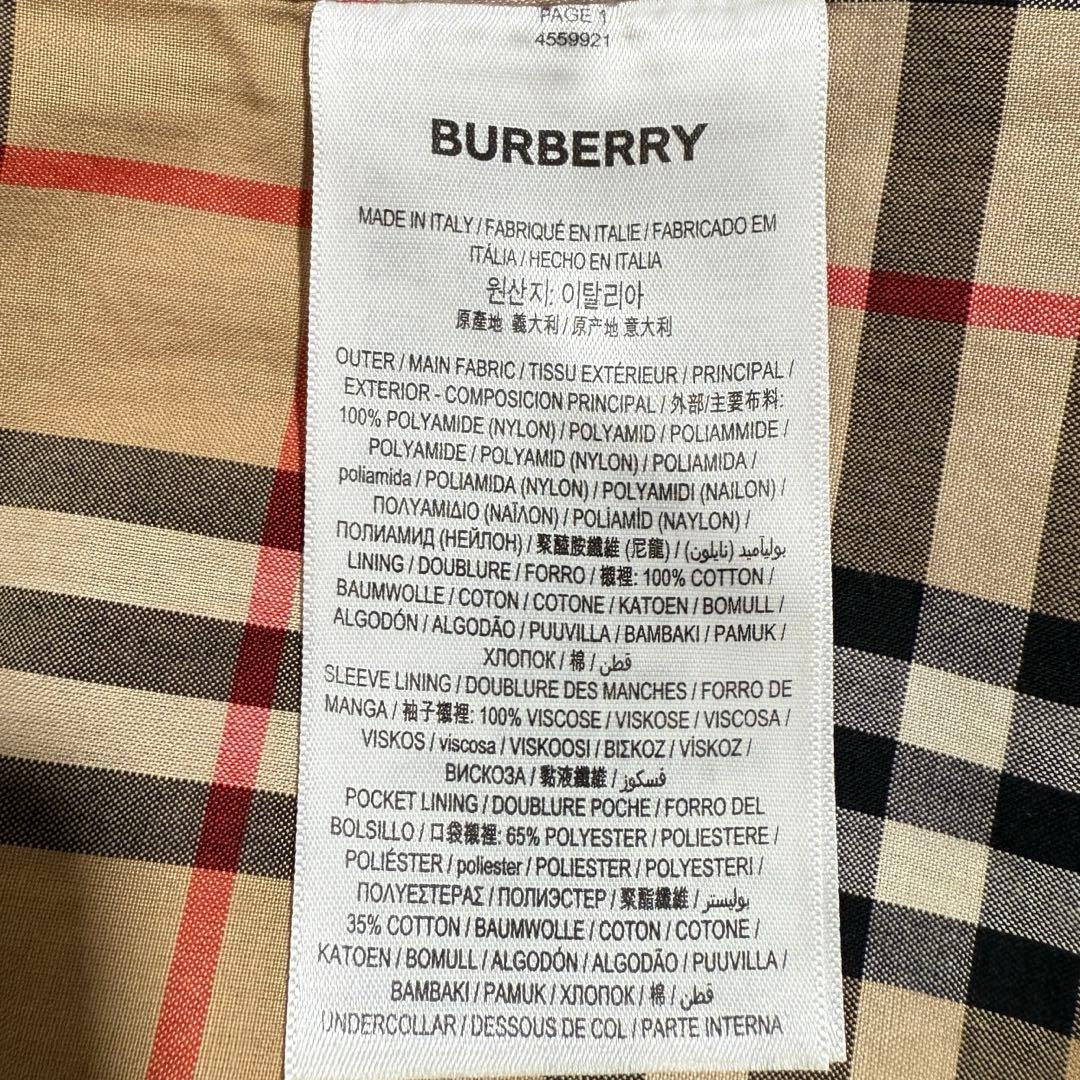 PAGE 1
4559921
BURBERRY
MADE IN ITALY / FABRIQUÉ EN ITALIE / FABRICADO EM
ITÁLIA / HECHO EN ITALIA
원산지: 이탈리아
原產地 義大利 / 原产地 意大利
OUTER / MAIN FABRIC / TISSU EXTÉRIEUR / PRINCIPAL /
EXTERIOR - COMPOSICION PRINCIPAL / 外部/主要布料:
100% POLYAMIDE (NYLON) / POLYAMID / POLIAMMIDE /
POLYAMIDE / POLYAMID (NYLON) / POLIAMIDA /
poliamida / POLIAMIDA (NYLON) / POLYAMIDI (NAILON) /
ΠΟΛΥΑΜΙΔΙΟ (ΝΑΪΛΟΝ) / POLİAMİD (NAYLON) /
ПОЛИАМИД (НЕЙЛОН) / 聚醯胺纖維 (尼龍) / بولياميد (نايلون)
LINING / DOUBLURE / FORRO / 襯裡: 100% COTTON /
BAUMWOLLE / COTON / COTONE / KATOEN / BOMULL /
ALGODÓN / ALGODÃO / PUUVILLA / ΒΑΜΒΑΚΙ / PAMUK /
ХЛОПОК / 棉 / قطن
SLEEVE LINING / DOUBLURE DES MANCHES / FORRO DE
MANGA / 袖子襯裡: 100% VISCOSE / VISKOSE / VISCOSA /
VISKOS / viscosa / VISKOOSI / ΒΙΣΚΟΖ / VİSKOZ /
ВИСКОЗА / 黏液纖維 / فسكوز
POCKET LINING / DOUBLURE POCHE / FORRO DEL
BOLSILLO / 口袋襯裡: 65% POLYESTER / POLIESTERE /
POLIÉSTER / poliester / POLIESTER / POLYESTERI /
ΠΟΛΥΕΣΤΕΡΑΣ / ПОЛИЭСТЕР / 聚酯纖維 / بوليستر
35% COTTON / BAUMWOLLE / COTON / COTONE /
KATOEN / BOMULL / ALGODÓN / ALGODÃO / PUUVILLA /
ΒΑΜΒΑΚΙ / PAMUK / ХЛОПОК / 棉 / قطن
UNDERCOLLAR / DESSOUS DE COL / PARTE INTERNA